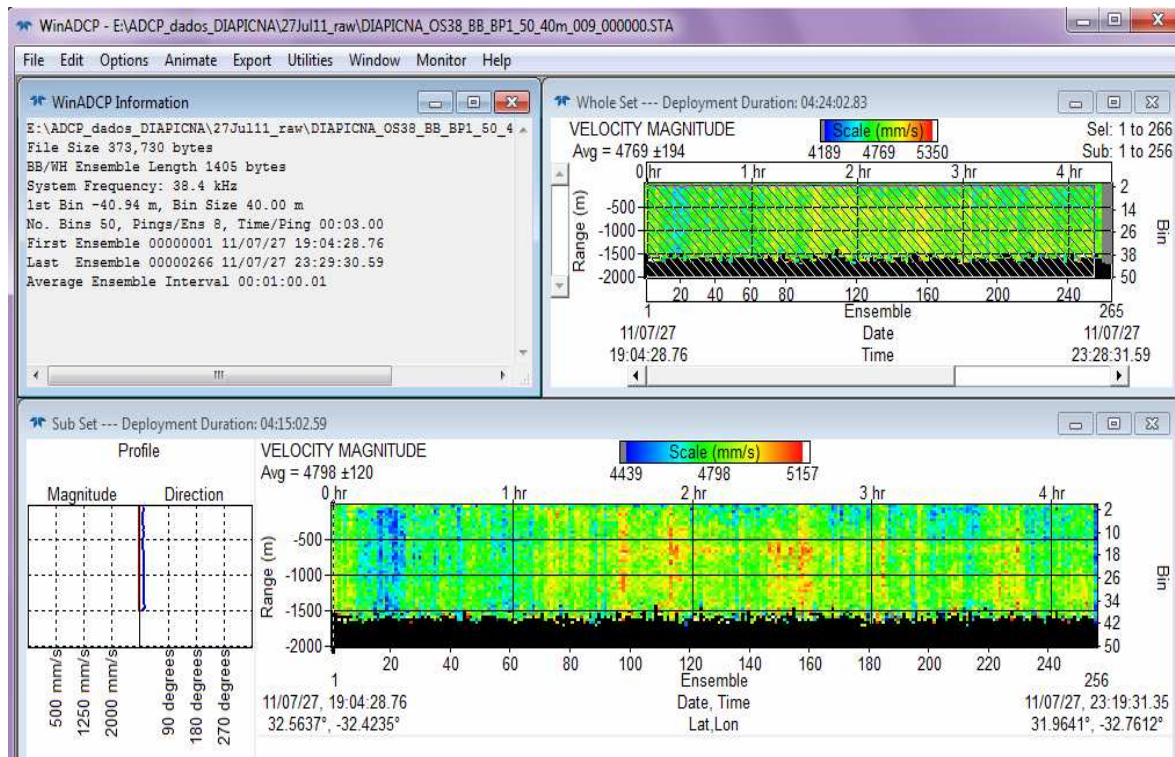 WinADCP - E:\ADCP_dados_DIAPICNA\27Jul11_raw\DIAPICNA_OS38_BB_BP1_50_40m_009_000000.STA
File Edit Options Animate Export Utilities Window Monitor Help
WinADCP Information
E:\ADCP_dados_DIAPICNA\27Jul11_raw\DIAPICNA_OS38_BB_BP1_50_4
File Size 373,730 bytes
BB/WH Ensemble Length 1405 bytes
System Frequency: 38.4 kHz
1st Bin -40.94 m, Bin Size 40.00 m
No. Bins 50, Pings/Ens 8, Time/Ping 00:03.00
First Ensemble 00000001 11/07/27 19:04:28.76
Last Ensemble 00000266 11/07/27 23:29:30.59
Average Ensemble Interval 00:01:00.01
Whole Set --- Deployment Duration: 04:24:02.83
VELOCITY MAGNITUDE Scale (mm/s) Sel: 1 to 266
Avg = 4769 ±194 4189 4769 5350 Sub: 1 to 256
0 hr 1 hr 2 hr 3 hr 4 hr
Range (m)
-500
-1000
-1500
-2000
2
14
26
38
50
Bin
20 40 60 80 120 160 200 240
1 Ensemble 265
11/07/27 Date 11/07/27
19:04:28.76 Time 23:28:31.59
Sub Set --- Deployment Duration: 04:15:02.59
Profile
Magnitude Direction
500 mm/s
1250 mm/s
2000 mm/s
90 degrees
180 degrees
270 degrees
VELOCITY MAGNITUDE Scale (mm/s)
Avg = 4798 ±120 4439 4798 5157
0 hr 1 hr 2 hr 3 hr 4 hr
Range (m)
-500
-1000
-1500
-2000
2
10
18
26
34
42
50
Bin
20 40 60 80 100 120 140 160 180 200 220 240
1 Ensemble 256
11/07/27, 19:04:28.76 Date, Time 11/07/27, 23:19:31.35
32.5637°, -32.4235° Lat,Lon 31.9641°, -32.7612°